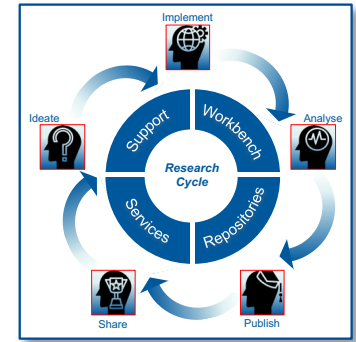 Implement
Ideate
Support
Workbench
Analyse
Research
Cycle
Services
Repositories
Share
Publish